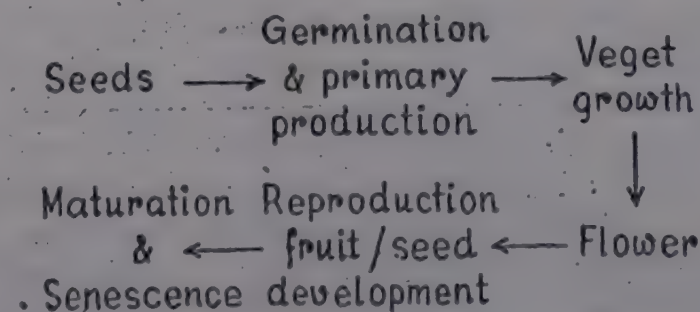 Germination
Seeds → & primary → Veget
production growth
↓
Maturation Reproduction
& ← fruit/seed ← Flower
Senescence development